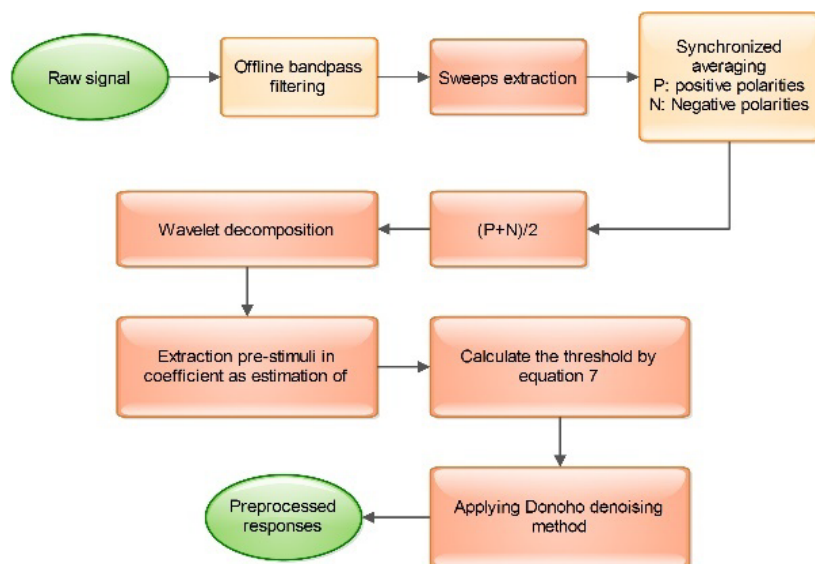 Raw signal
Offline bandpass
filtering
Sweeps extraction
Synchronized
averaging
P: positive polarities
N: Negative polarities
Wavelet decomposition
(P+N)/2
Extraction pre-stimuli in
coefficient as estimation of
Calculate the threshold by
equation 7
Preprocessed
responses
Applying Donoho denoising
method